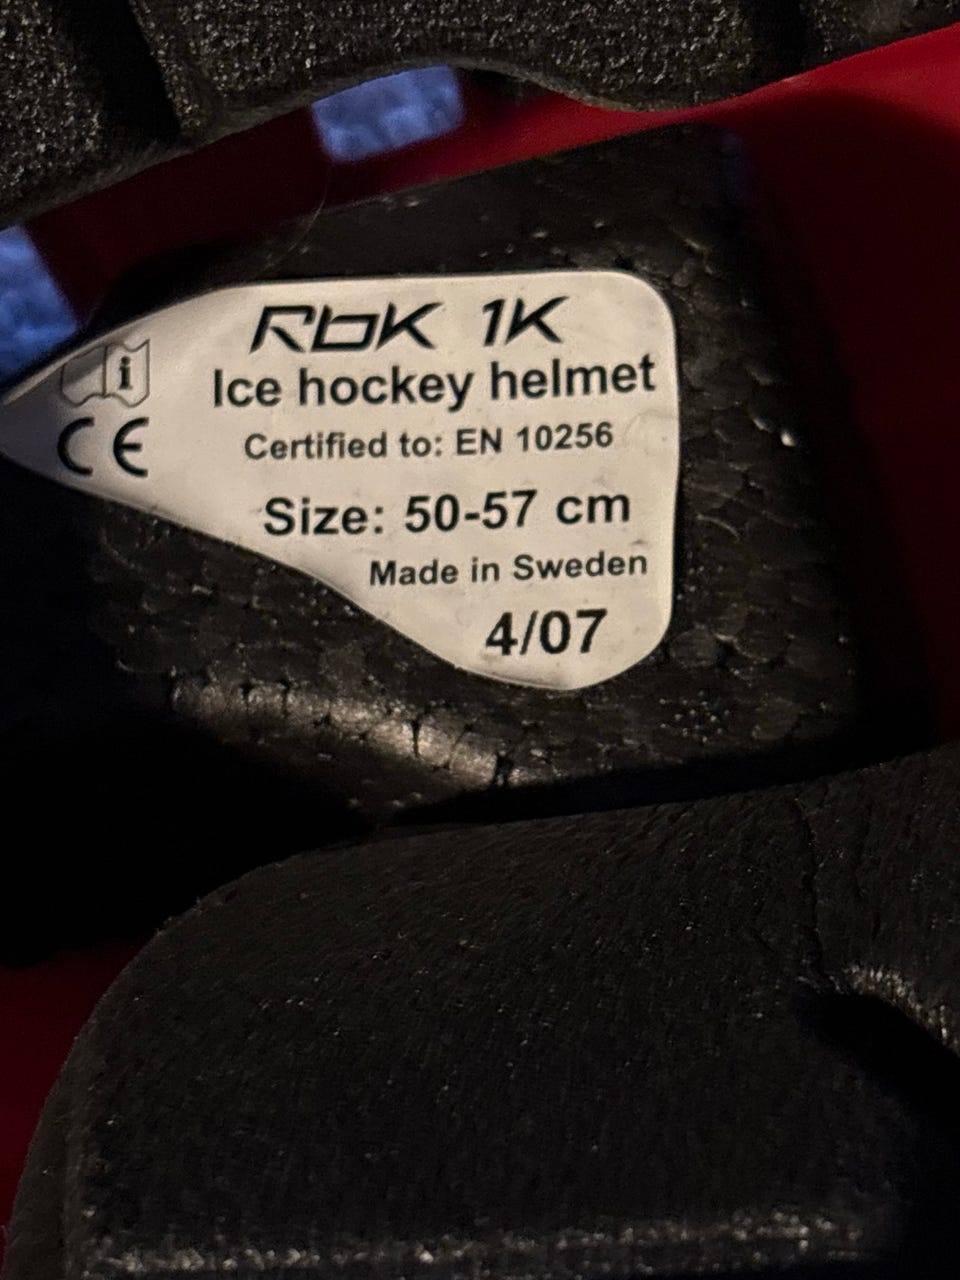 RbK 1K
i
Ice hockey helmet
CE
Certified to: EN 10256
Size: 50-57 cm
Made in Sweden
4/07